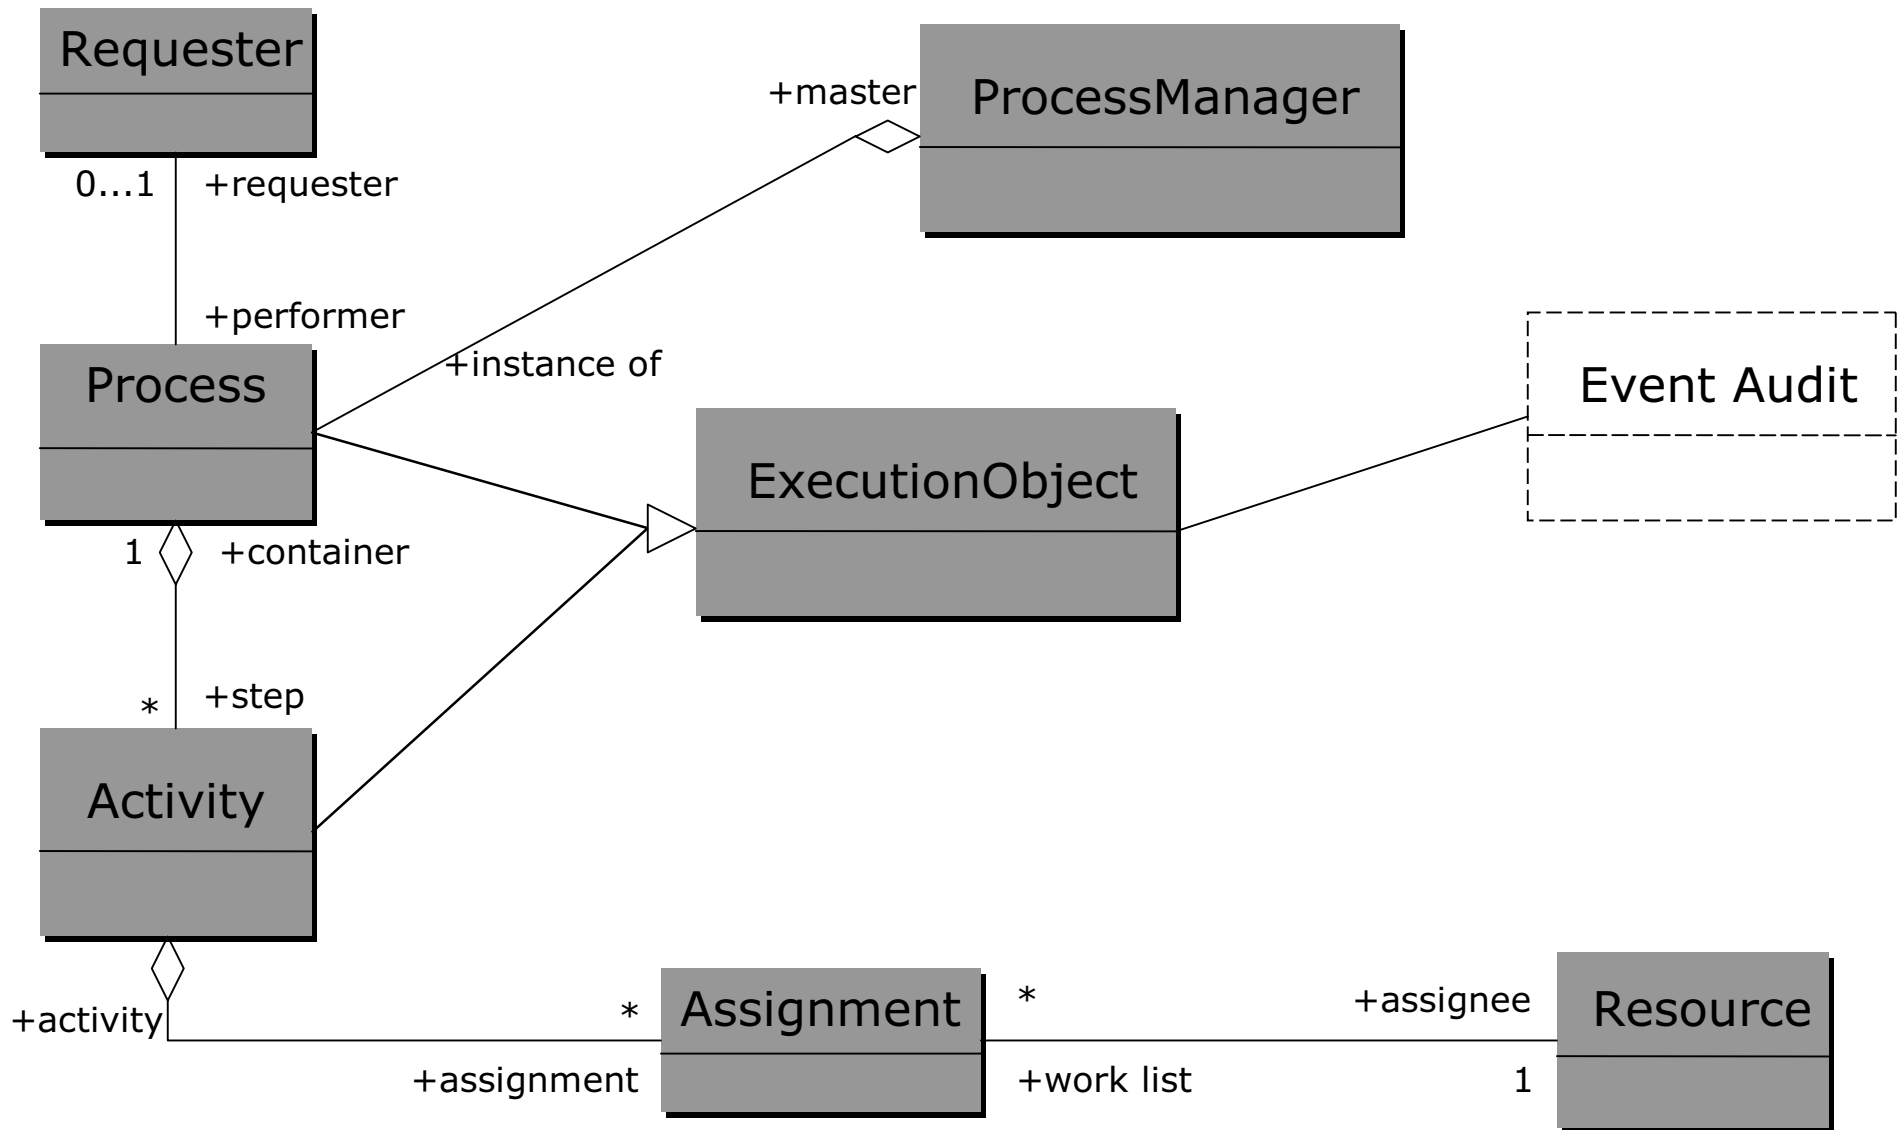 Requester
+master
ProcessManager
0...1
+requester
+performer
+instance of
Process
Event Audit
ExecutionObject
1
+container
*
+step
Activity
+activity
*
Assignment
*
+assignee
Resource
+assignment
+work list
1